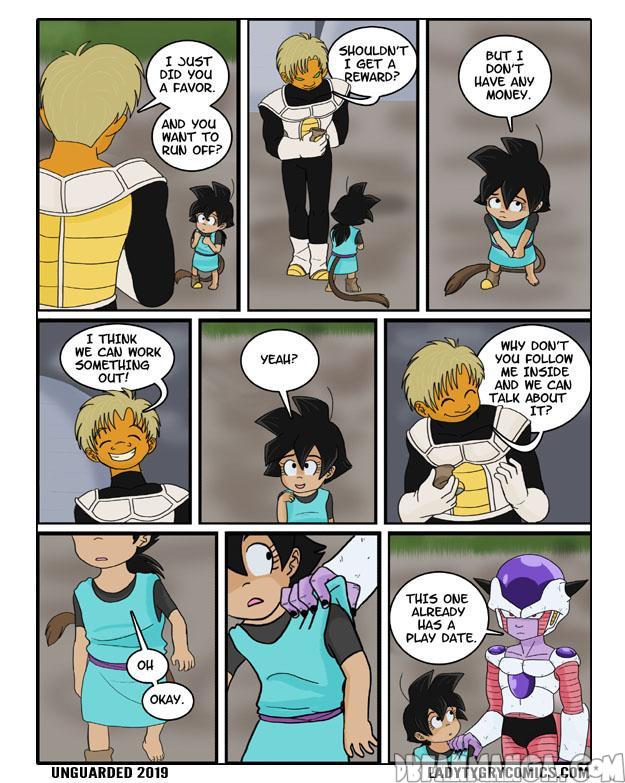 I JUST
DID YOU
A FAVOR.
AND YOU
WANT TO
RUN OFF?
SHOULDN'T
I GET A
REWARD?
BUT I
DON'T
HAVE ANY
MONEY.
I THINK
WE CAN WORK
SOMETHING
OUT!
YEAH?
WHY DON'T
YOU FOLLOW
ME INSIDE
AND WE CAN
TALK ABOUT
IT?
OH
OKAY.
THIS ONE
ALREADY
HAS A
PLAY DATE.
UNGUARDED 2019
LADYTYGRYCOMICS.COM
DBZMANGA.COM